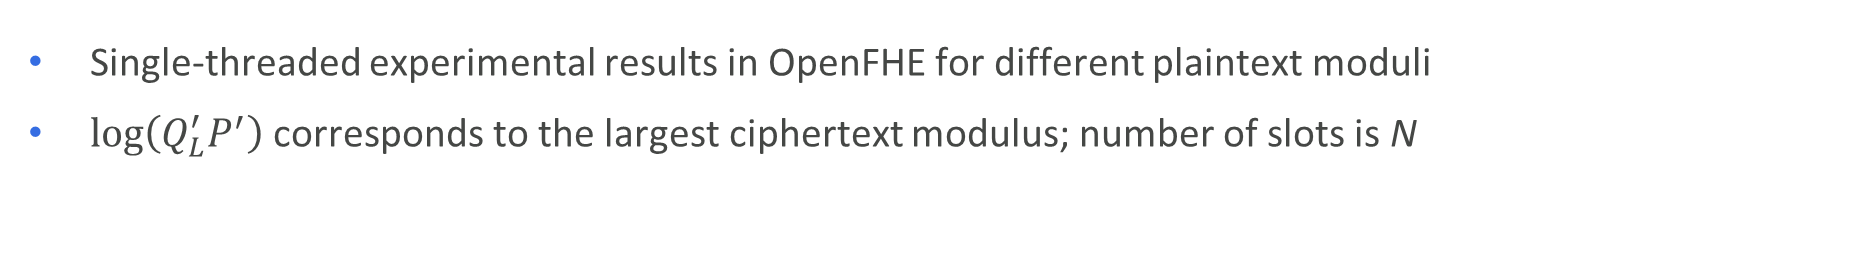 • Single-threaded experimental results in OpenFHE for different plaintext moduli
• log(Q′_L P′) corresponds to the largest ciphertext modulus; number of slots is N